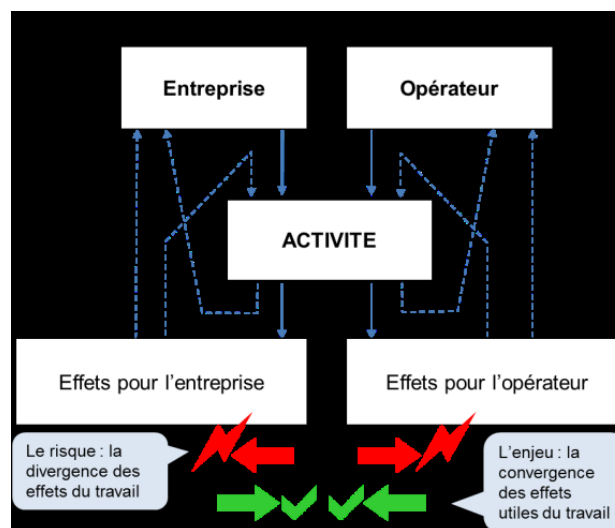 Entreprise
Opérateur
ACTIVITE
Effets pour l’entreprise
Effets pour l’opérateur
Le risque : la
divergence des
effets du travail
L’enjeu : la
convergence
des effets
utiles du travail